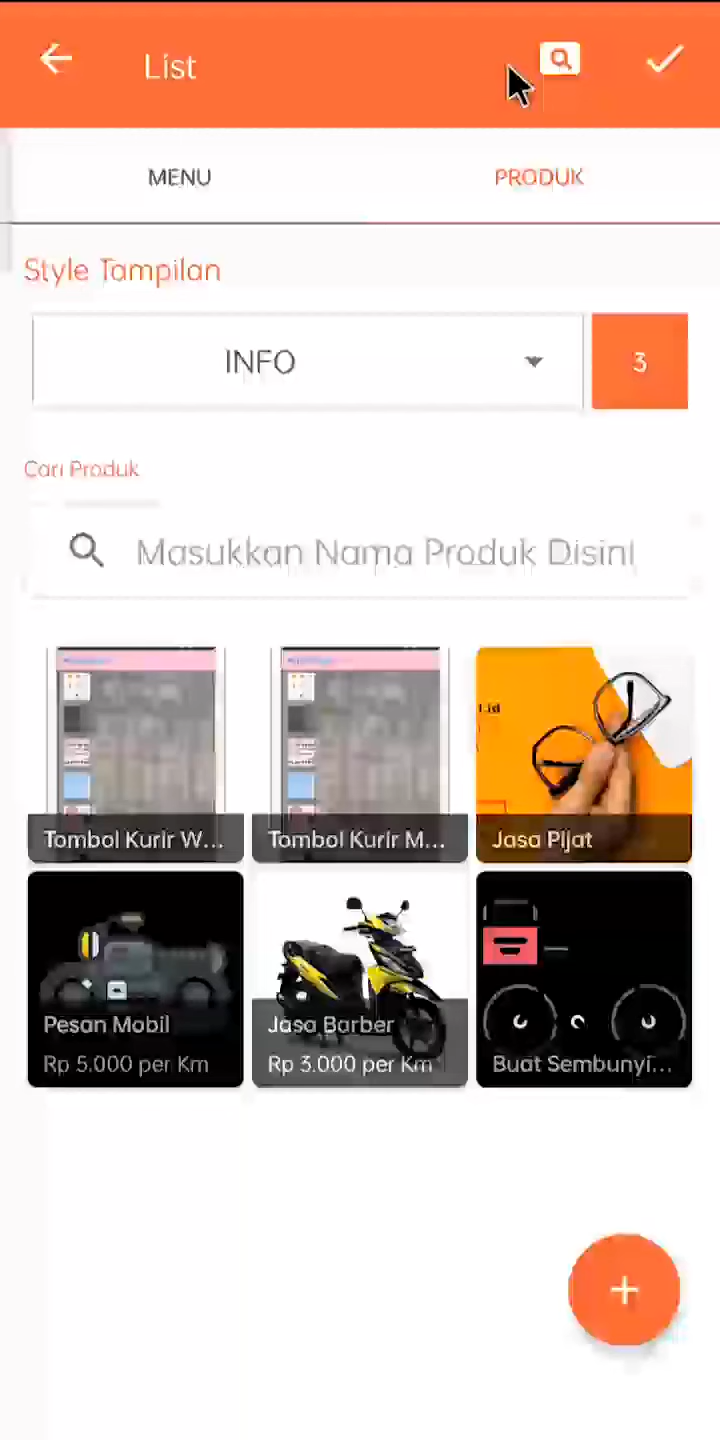 List
MENU PRODUK
Style Tampilan
INFO 3
Cari Produk
Masukkan Nama Produk Disini
Tombol Kurir W... Tombol Kurir M... Jasa Pijat
Pesan Mobil Jasa Barber
Rp 5.000 per Km Rp 3.000 per Km Buat Sembunyi...